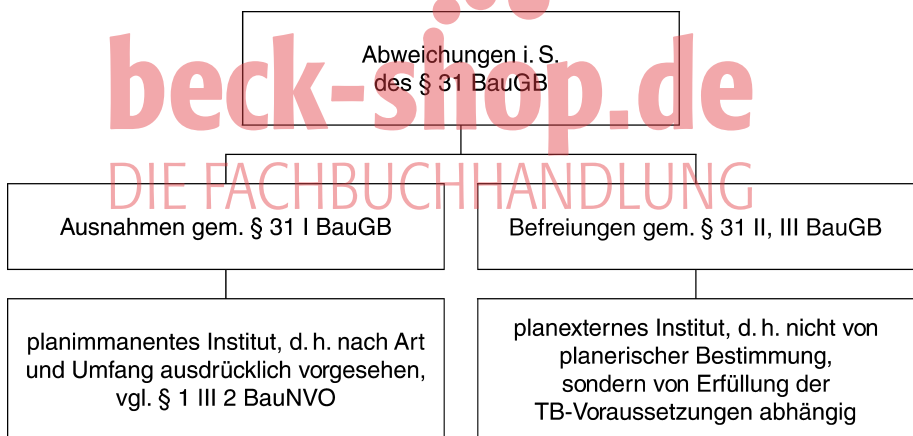 Abweichungen i. S.
des § 31 BauGB
beck-shop.de
DIE FACHBUCHHANDLUNG
Ausnahmen gem. § 31 I BauGB
Befreiungen gem. § 31 II, III BauGB
planimmanentes Institut, d. h. nach Art
und Umfang ausdrücklich vorgesehen,
vgl. § 1 III 2 BauNVO
planexternes Institut, d. h. nicht von
planerischer Bestimmung,
sondern von Erfüllung der
TB-Voraussetzungen abhängig